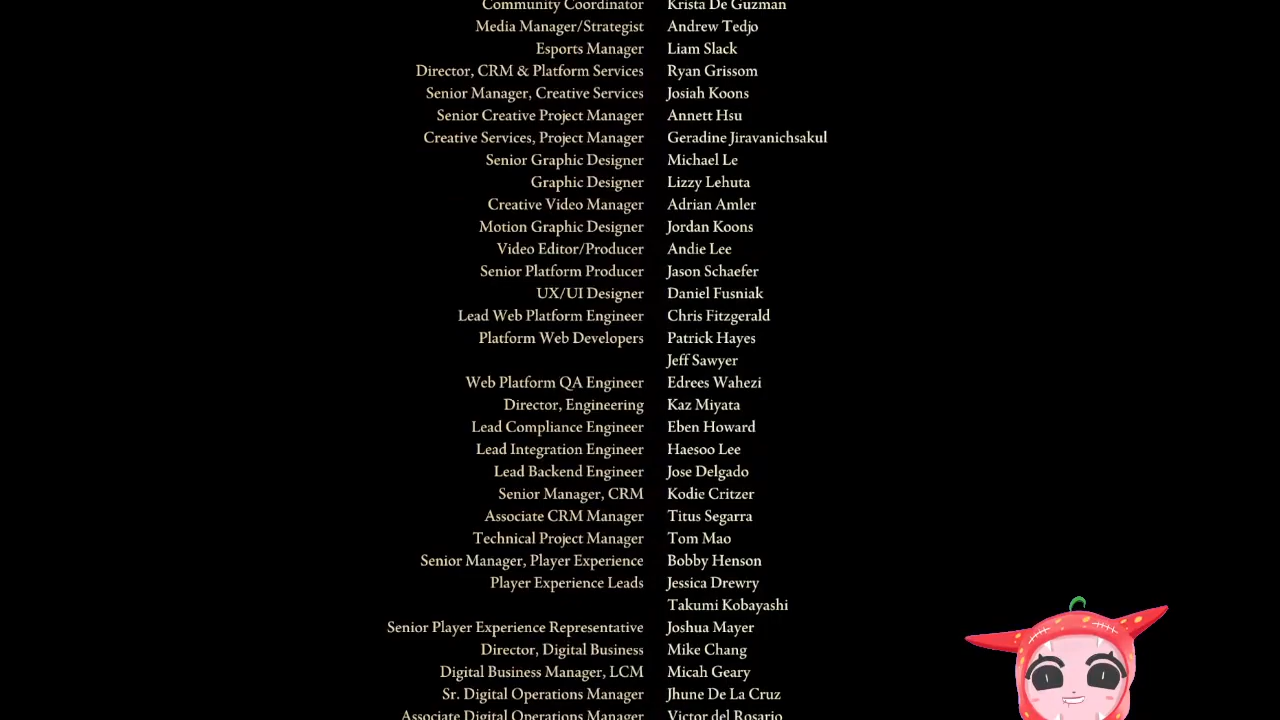 Community Coordinator Krista De Guzman
Media Manager/Strategist Andrew Tedjo
Esports Manager Liam Slack
Director, CRM & Platform Services Ryan Grissom
Senior Manager, Creative Services Josiah Koons
Senior Creative Project Manager Annett Hsu
Creative Services, Project Manager Geradine Jiravanichsakul
Senior Graphic Designer Michael Le
Graphic Designer Lizzy Lehuta
Creative Video Manager Adrian Amler
Motion Graphic Designer Jordan Koons
Video Editor/Producer Andie Lee
Senior Platform Producer Jason Schaefer
UX/UI Designer Daniel Fusniak
Lead Web Platform Engineer Chris Fitzgerald
Platform Web Developers Patrick Hayes
Jeff Sawyer
Web Platform QA Engineer Edrees Wahezi
Director, Engineering Kaz Miyata
Lead Compliance Engineer Eben Howard
Lead Integration Engineer Haesoo Lee
Lead Backend Engineer Jose Delgado
Senior Manager, CRM Kodie Critzer
Associate CRM Manager Titus Segarra
Technical Project Manager Tom Mao
Senior Manager, Player Experience Bobby Henson
Player Experience Leads Jessica Drewry
Takumi Kobayashi
Senior Player Experience Representative Joshua Mayer
Director, Digital Business Mike Chang
Digital Business Manager, LCM Micah Geary
Sr. Digital Operations Manager Jhune De La Cruz
Associate Digital Operations Manager Victor del Rosario